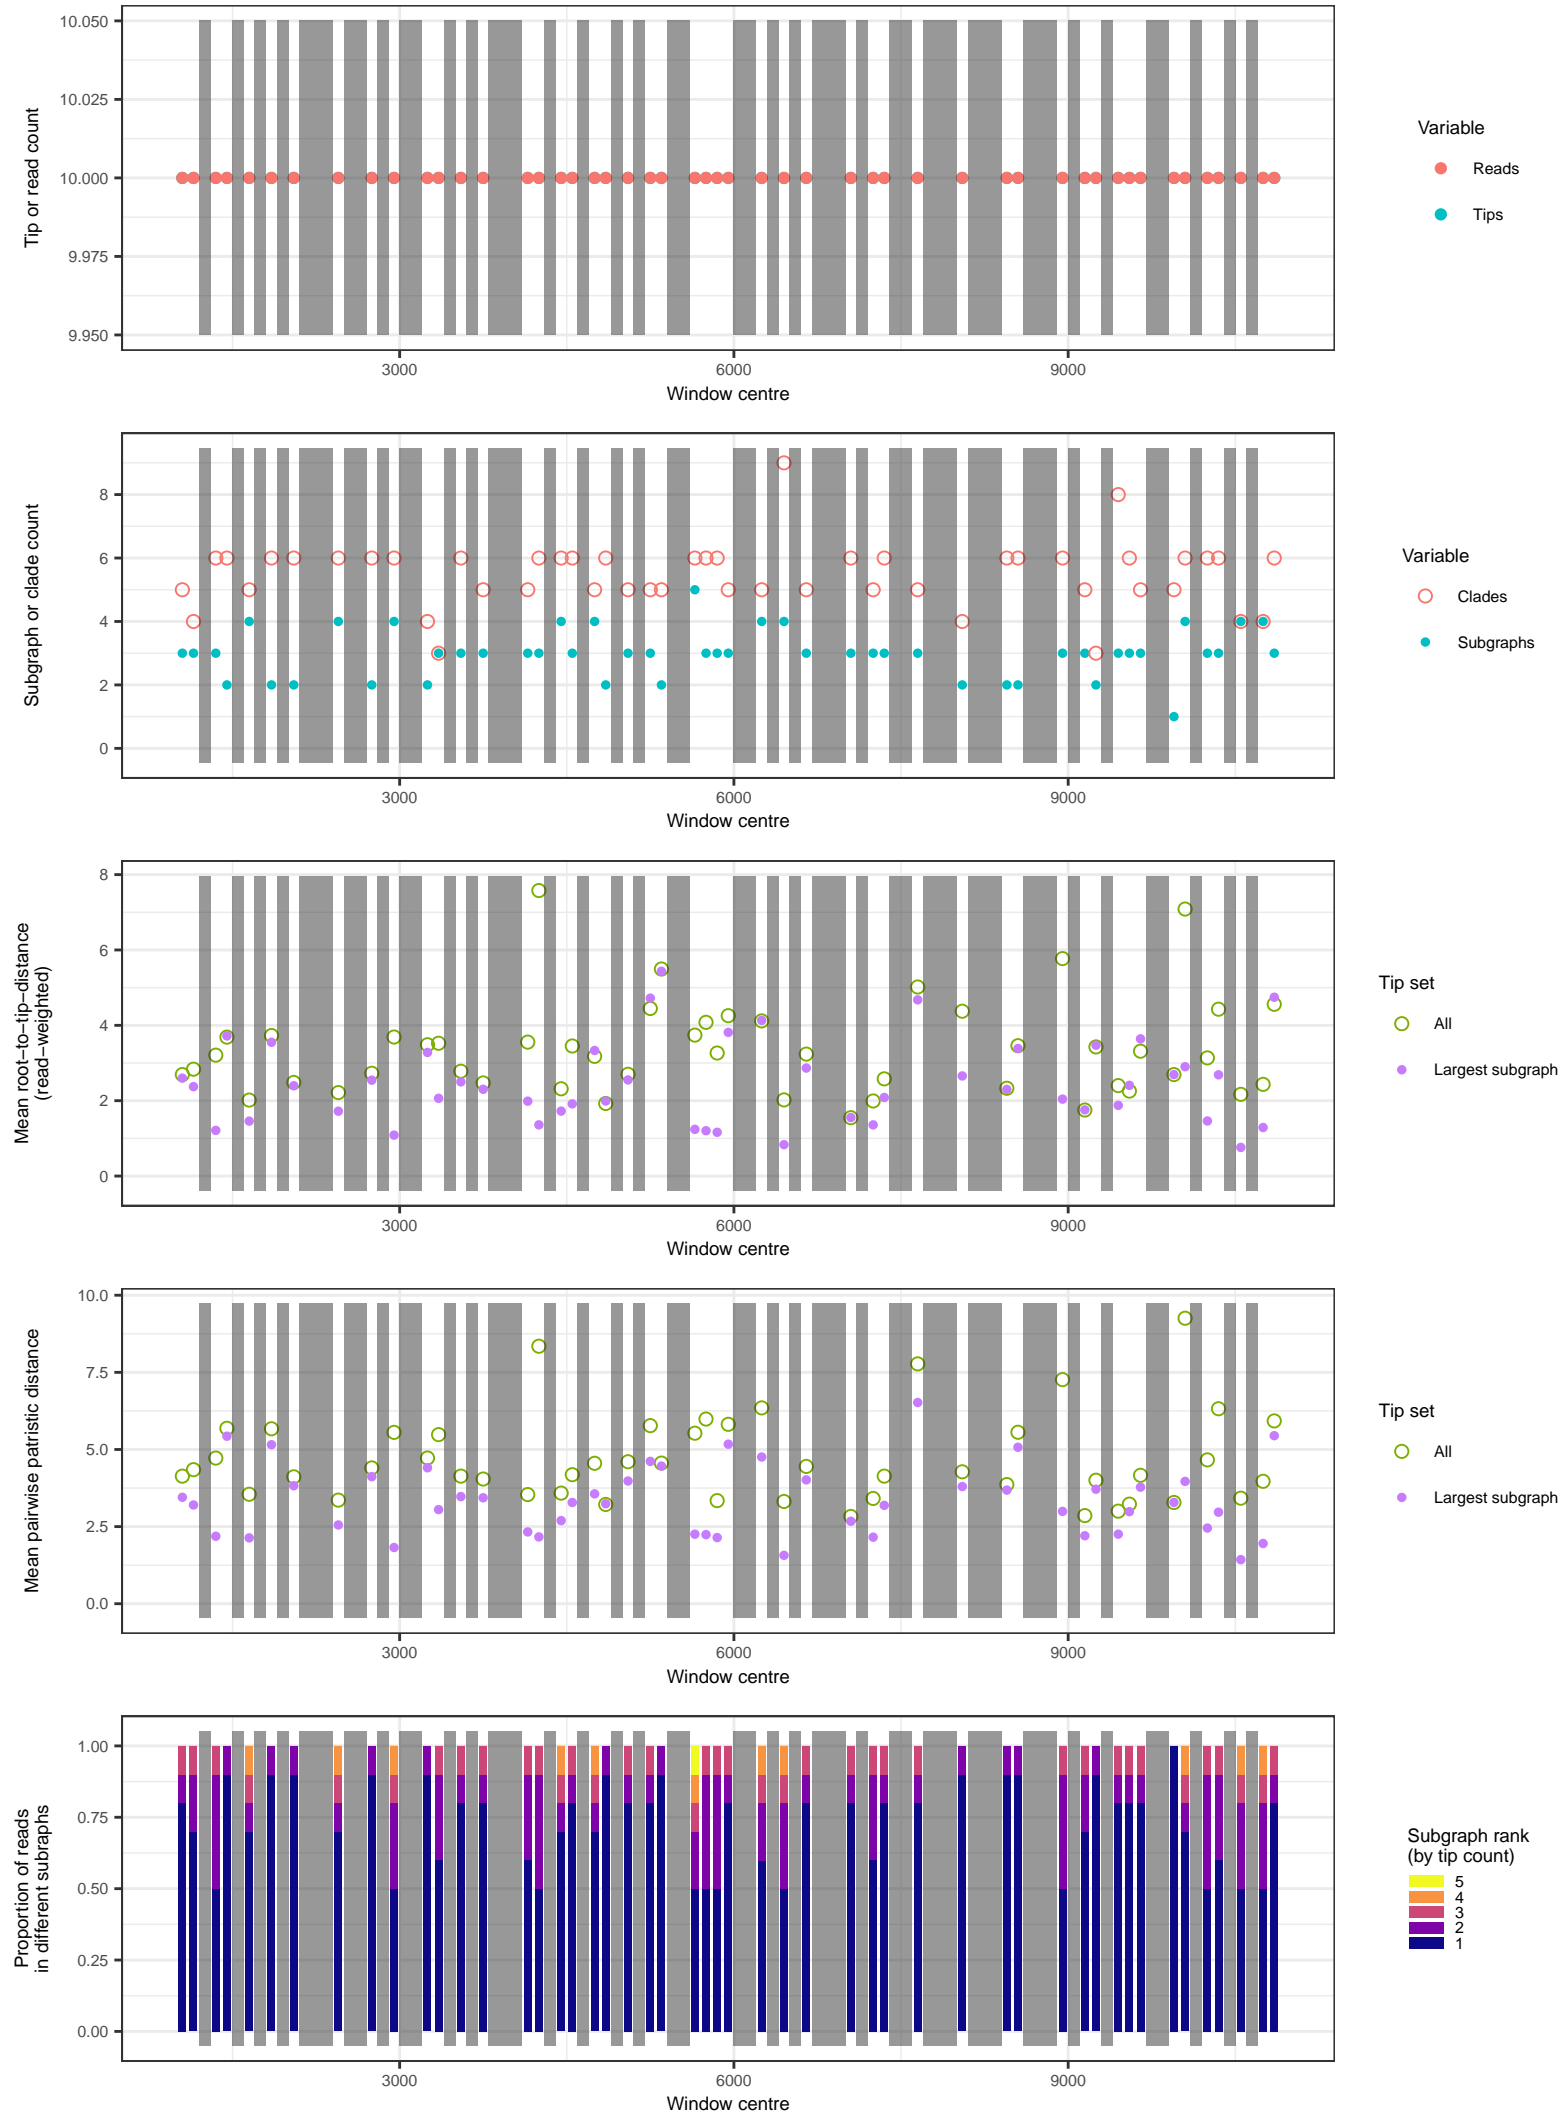 10.050
10.025
10.000
9.975
9.950
Tip or read count
3000
6000
9000
Window centre
Variable
Reads
Tips
8
6
4
2
0
Subgraph or clade count
3000
6000
9000
Window centre
Variable
Clades
Subgraphs
8
6
4
2
0
Mean root−to−tip−distance
(read−weighted)
3000
6000
9000
Window centre
Tip set
All
Largest subgraph
10.0
7.5
5.0
2.5
0.0
Mean pairwise patristic distance
3000
6000
9000
Window centre
Tip set
All
Largest subgraph
1.00
0.75
0.50
0.25
0.00
Proportion of reads
in different subraphs
3000
6000
9000
Window centre
Subgraph rank
(by tip count)
5
4
3
2
1